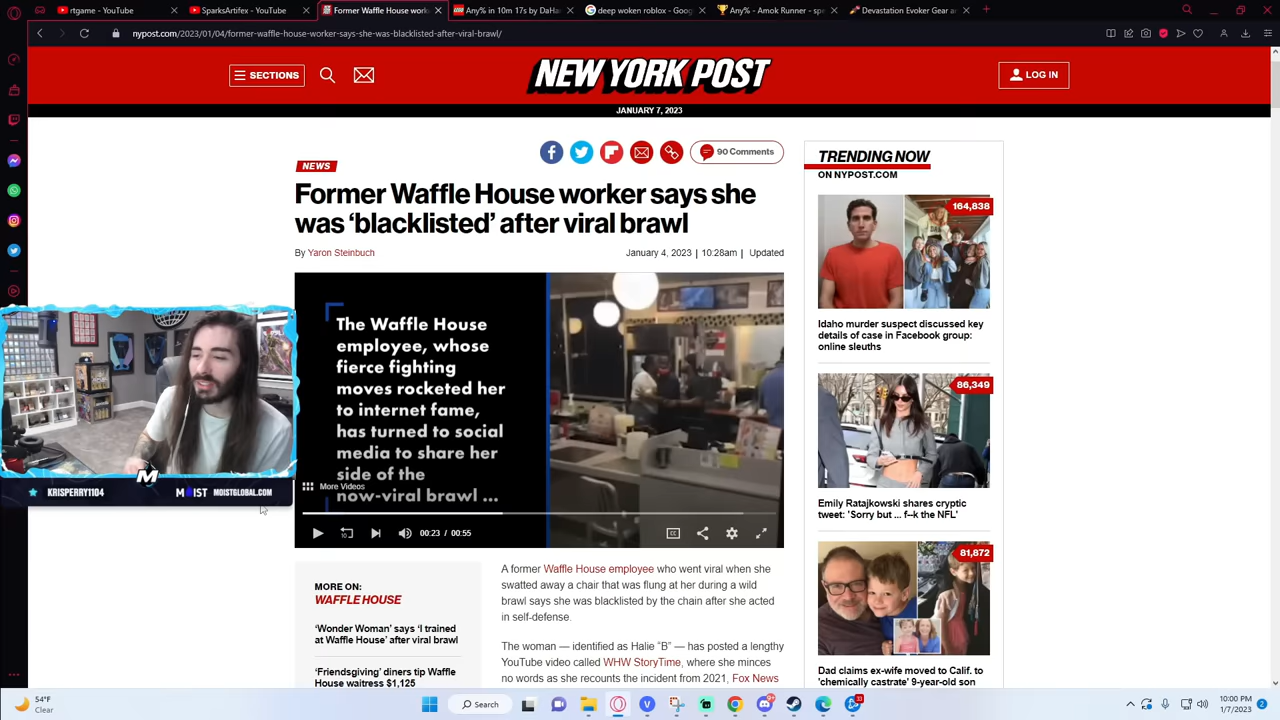 rtgame - YouTube
SparksArtifex - YouTube
Former Waffle House work
Any% in 10m 17s by DaHa
deep woken roblox - Goog
Any% - Amok Runner - spe
Devastation Over Geear an
nypost.com/2023/01/04/former-waffle-house-worker-says-she-was-blacklisted-after-viral-brawl/
SECTIONS
NEW YORK POST
LOG IN
JANUARY 7, 2023
90 Comments
NEWS
Former Waffle House worker says she
was ‘blacklisted’ after viral brawl
By Yaron Steinbuch
January 4, 2023 | 10:28am | Updated
The Waffle House
employee, whose
fierce fighting
moves rocketed her
to internet fame,
has turned to social
media to share her
side of the
now-viral brawl ...
More Videos
10
00:23 / 00:55
CC
KRISPERRY1104
M
MOIST
MOISTGLOBAL.COM
MORE ON:
WAFFLE HOUSE
‘Wonder Woman’ says ‘I trained
at Waffle House’ after viral brawl
‘Friendsgiving’ diners tip Waffle
House waitress $1,125
A former Waffle House employee who went viral when she
swatted away a chair that was flung at her during a wild
brawl says she was blacklisted by the chain after she acted
in self-defense.
The woman — identified as Halie “B” — has posted a lengthy
YouTube video called WHW StoryTime, where she minces
no words as she recounts the incident from 2021, Fox News
TRENDING NOW
ON NYPOST.COM
164,838
Idaho murder suspect discussed key
details of case in Facebook group:
online sleuths
86,349
Emily Ratajkowski shares cryptic
tweet: 'Sorry but ... f--k the NFL'
81,872
Dad claims ex-wife moved to Calif. to
'chemically castrate' 9-year-old son
54°F
Clear
Search
10:00 PM
1/7/2023
2